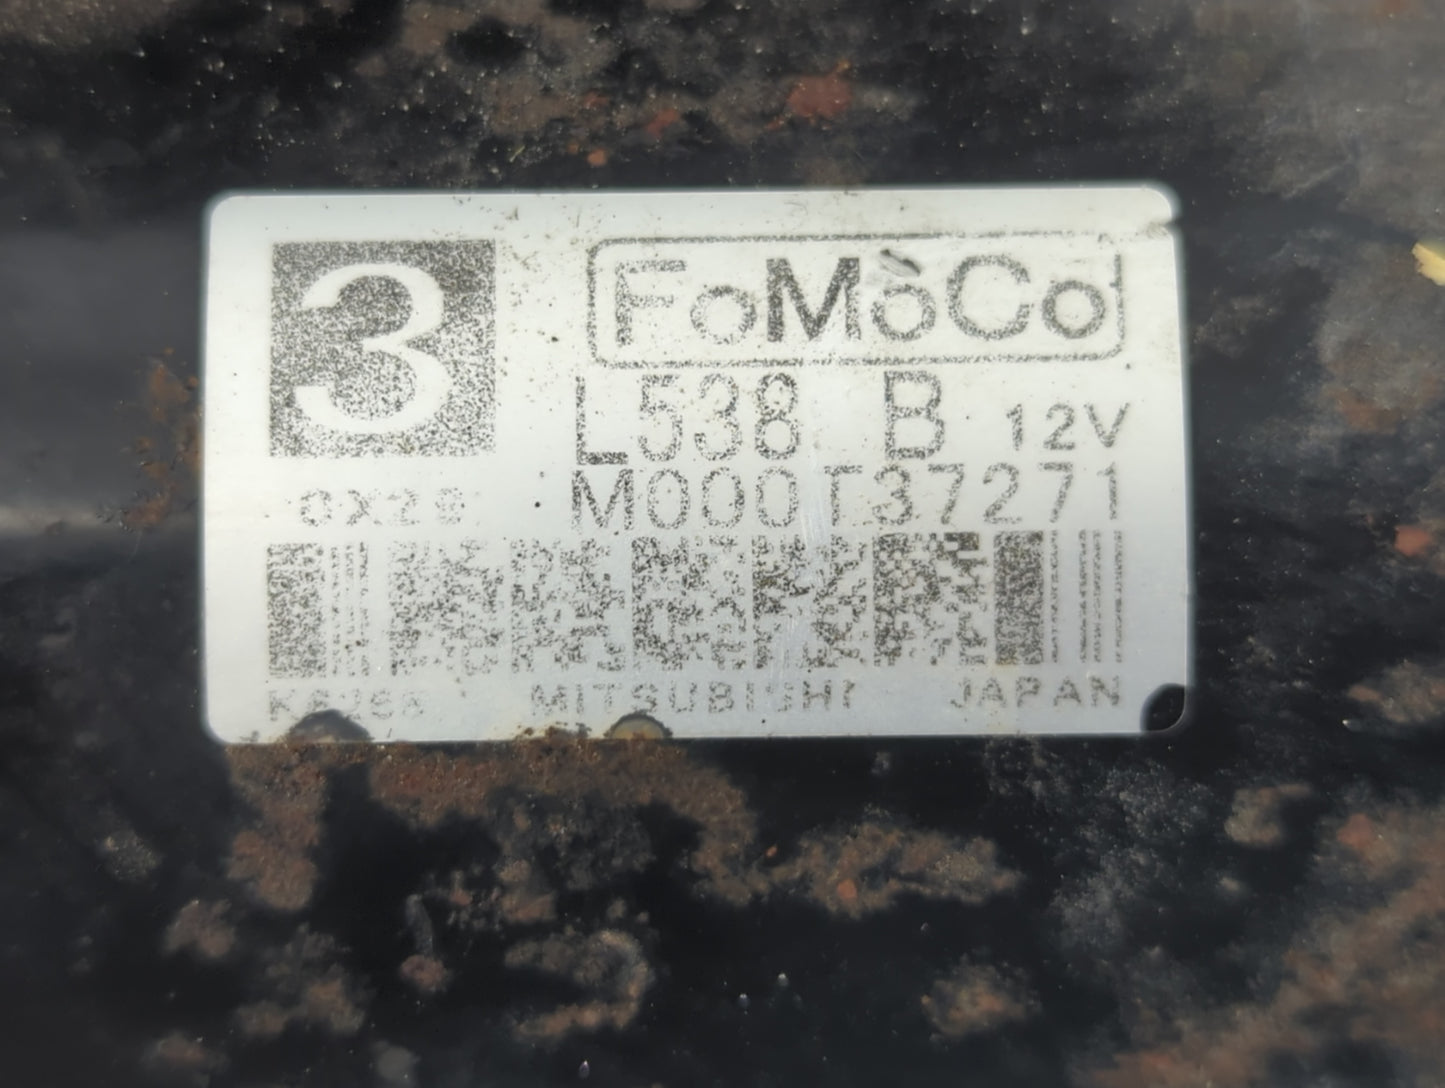 3
FoMoCo
L538 B 12V
M000T37271
MITSUBISHI JAPAN